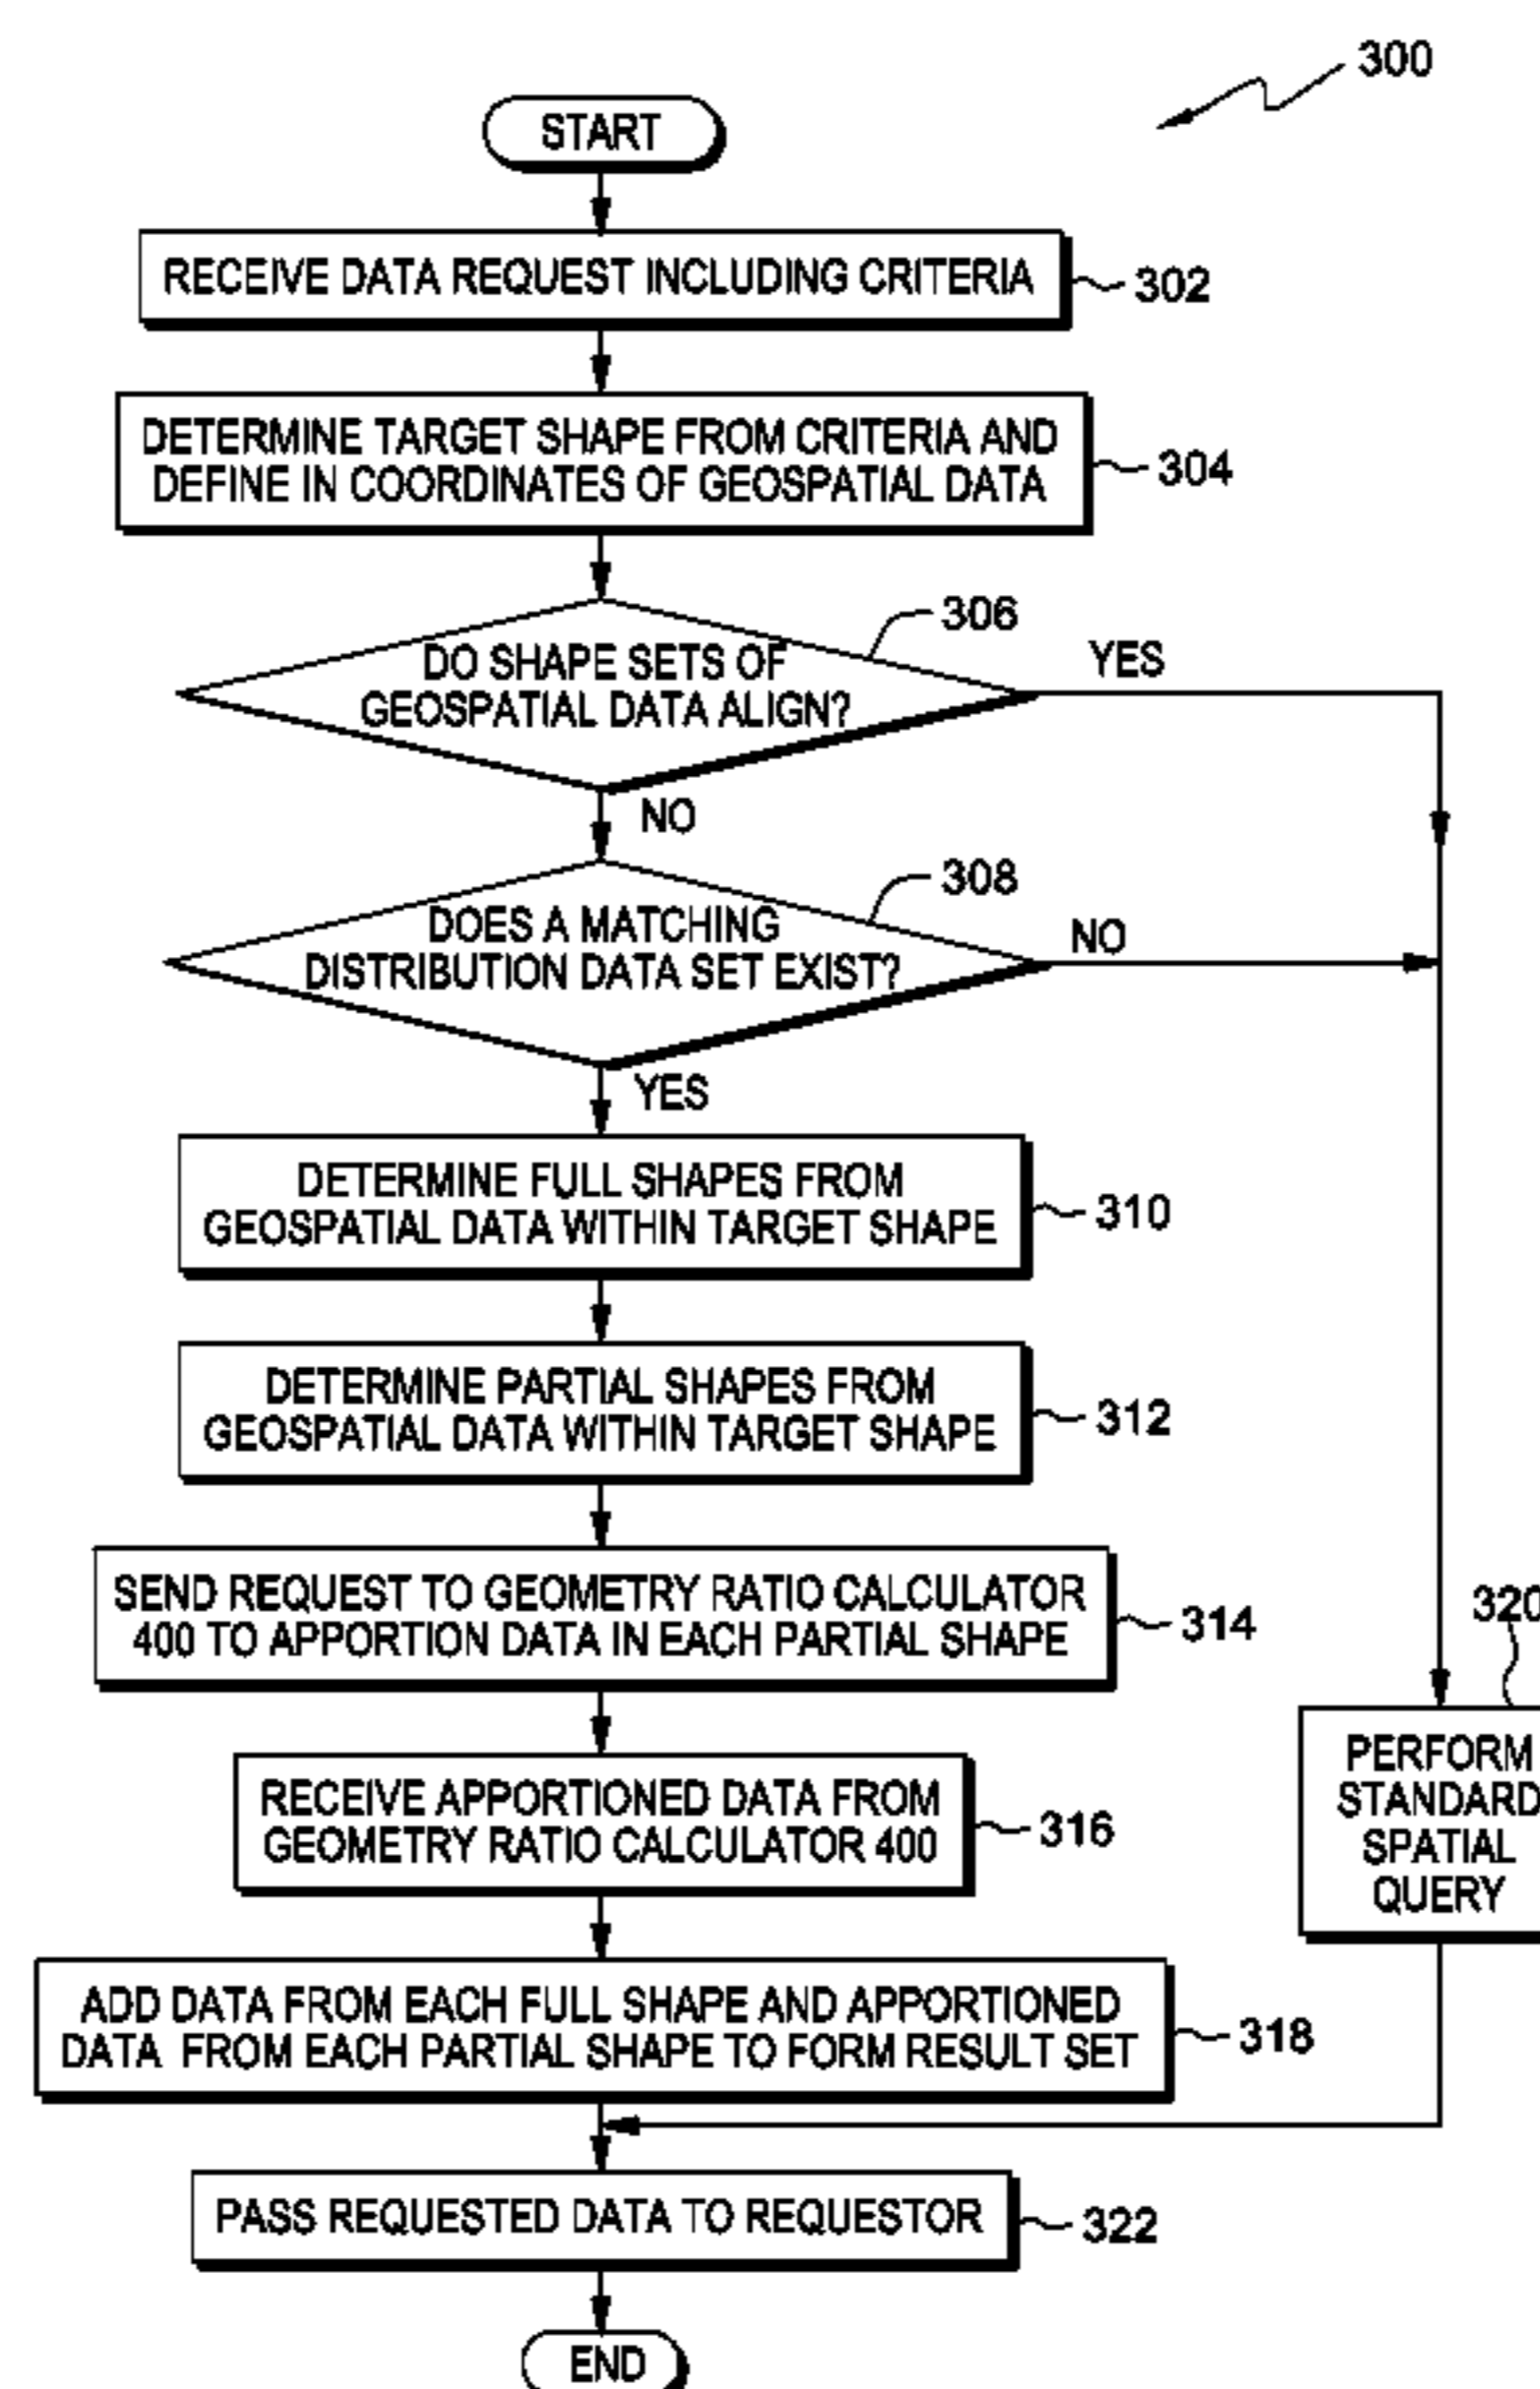 300
START
RECEIVE DATA REQUEST INCLUDING CRITERIA
302
DETERMINE TARGET SHAPE FROM CRITERIA AND
DEFINE IN COORDINATES OF GEOSPATIAL DATA
304
306
DO SHAPE SETS OF
GEOSPATIAL DATA ALIGN?
YES
NO
308
DOES A MATCHING
DISTRIBUTION DATA SET EXIST?
NO
YES
DETERMINE FULL SHAPES FROM
GEOSPATIAL DATA WITHIN TARGET SHAPE
310
DETERMINE PARTIAL SHAPES FROM
GEOSPATIAL DATA WITHIN TARGET SHAPE
312
SEND REQUEST TO GEOMETRY RATIO CALCULATOR
400 TO APPORTION DATA IN EACH PARTIAL SHAPE
314
320
PERFORM
STANDARD
SPATIAL
QUERY
RECEIVE APPORTIONED DATA FROM
GEOMETRY RATIO CALCULATOR 400
316
ADD DATA FROM EACH FULL SHAPE AND APPORTIONED
DATA FROM EACH PARTIAL SHAPE TO FORM RESULT SET
318
PASS REQUESTED DATA TO REQUESTOR
322
END